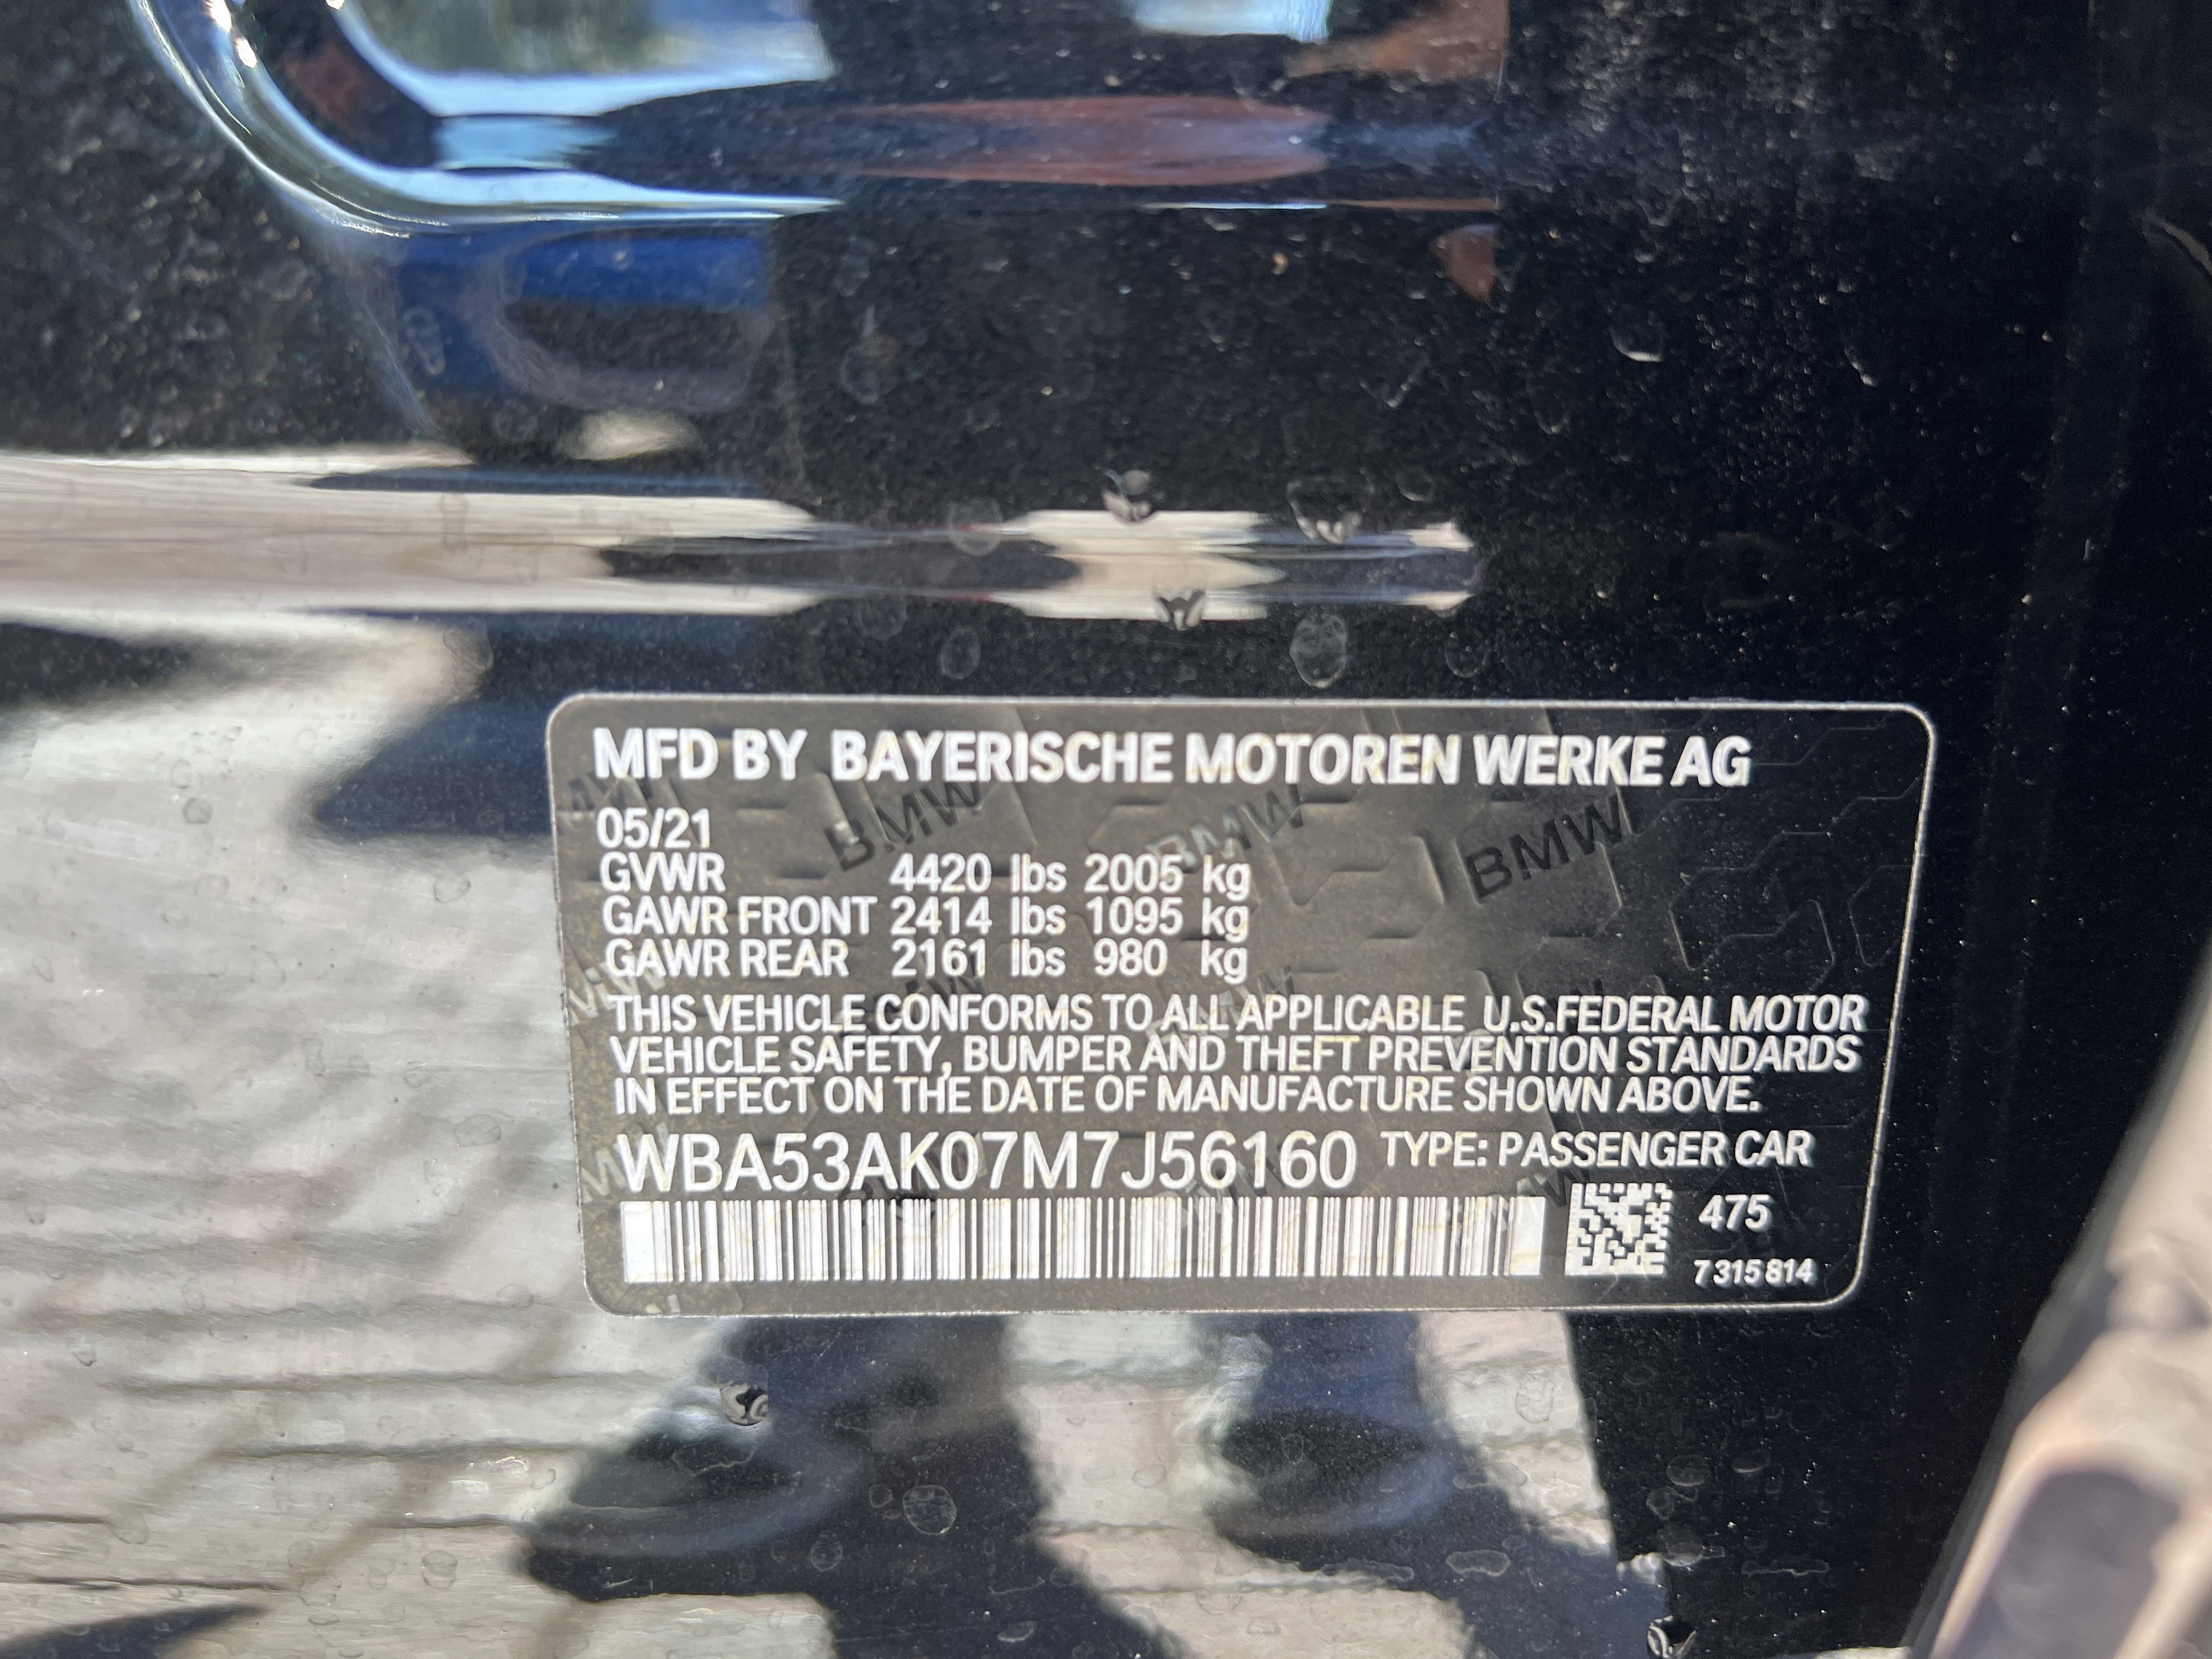 MFD BY BAYERISCHE MOTOREN WERKE AG
05/21
GVWR 4420 lbs 2005 kg
GAWR FRONT 2414 lbs 1095 kg
GAWR REAR 2161 lbs 980 kg
THIS VEHICLE CONFORMS TO ALL APPLICABLE U.S.FEDERAL MOTOR
VEHICLE SAFETY, BUMPER AND THEFT PREVENTION STANDARDS
IN EFFECT ON THE DATE OF MANUFACTURE SHOWN ABOVE.
WBA53AK07M7J56160 TYPE: PASSENGER CAR
475
7 315 814
BMW BMW BMW